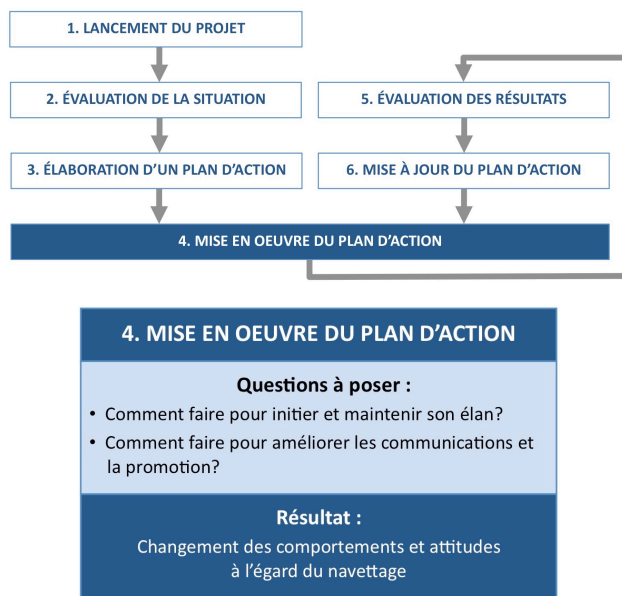 1. LANCEMENT DU PROJET
2. ÉVALUATION DE LA SITUATION
3. ÉLABORATION D'UN PLAN D'ACTION
5. ÉVALUATION DES RÉSULTATS
6. MISE À JOUR DU PLAN D'ACTION
4. MISE EN OEUVRE DU PLAN D'ACTION
4. MISE EN OEUVRE DU PLAN D'ACTION
Questions à poser :
• Comment faire pour initier et maintenir son élan?
• Comment faire pour améliorer les communications et
la promotion?
Résultat :
Changement des comportements et attitudes
à l'égard du navettage